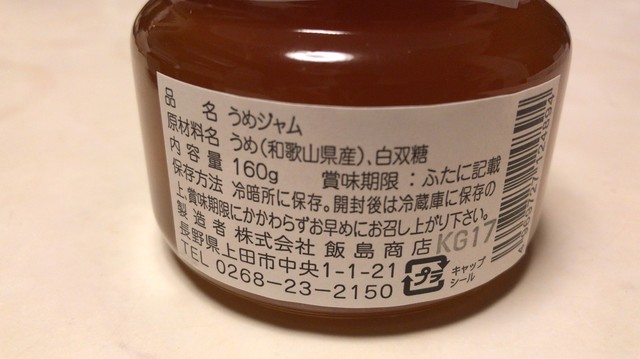 品　名 うめジャム
原材料名 うめ(和歌山県産)、白双糖
内容量 160g 賞味期限：ふたに記載
保存方法 冷暗所に保存。開封後は冷蔵庫に保存の
上、賞味期限にかかわらずお早めにお召し上がり下さい。
製造者 株式会社 飯島商店 KG17
長野県上田市中央1-1-21
TEL 0268-23-2150
プラ
キャップ
シール